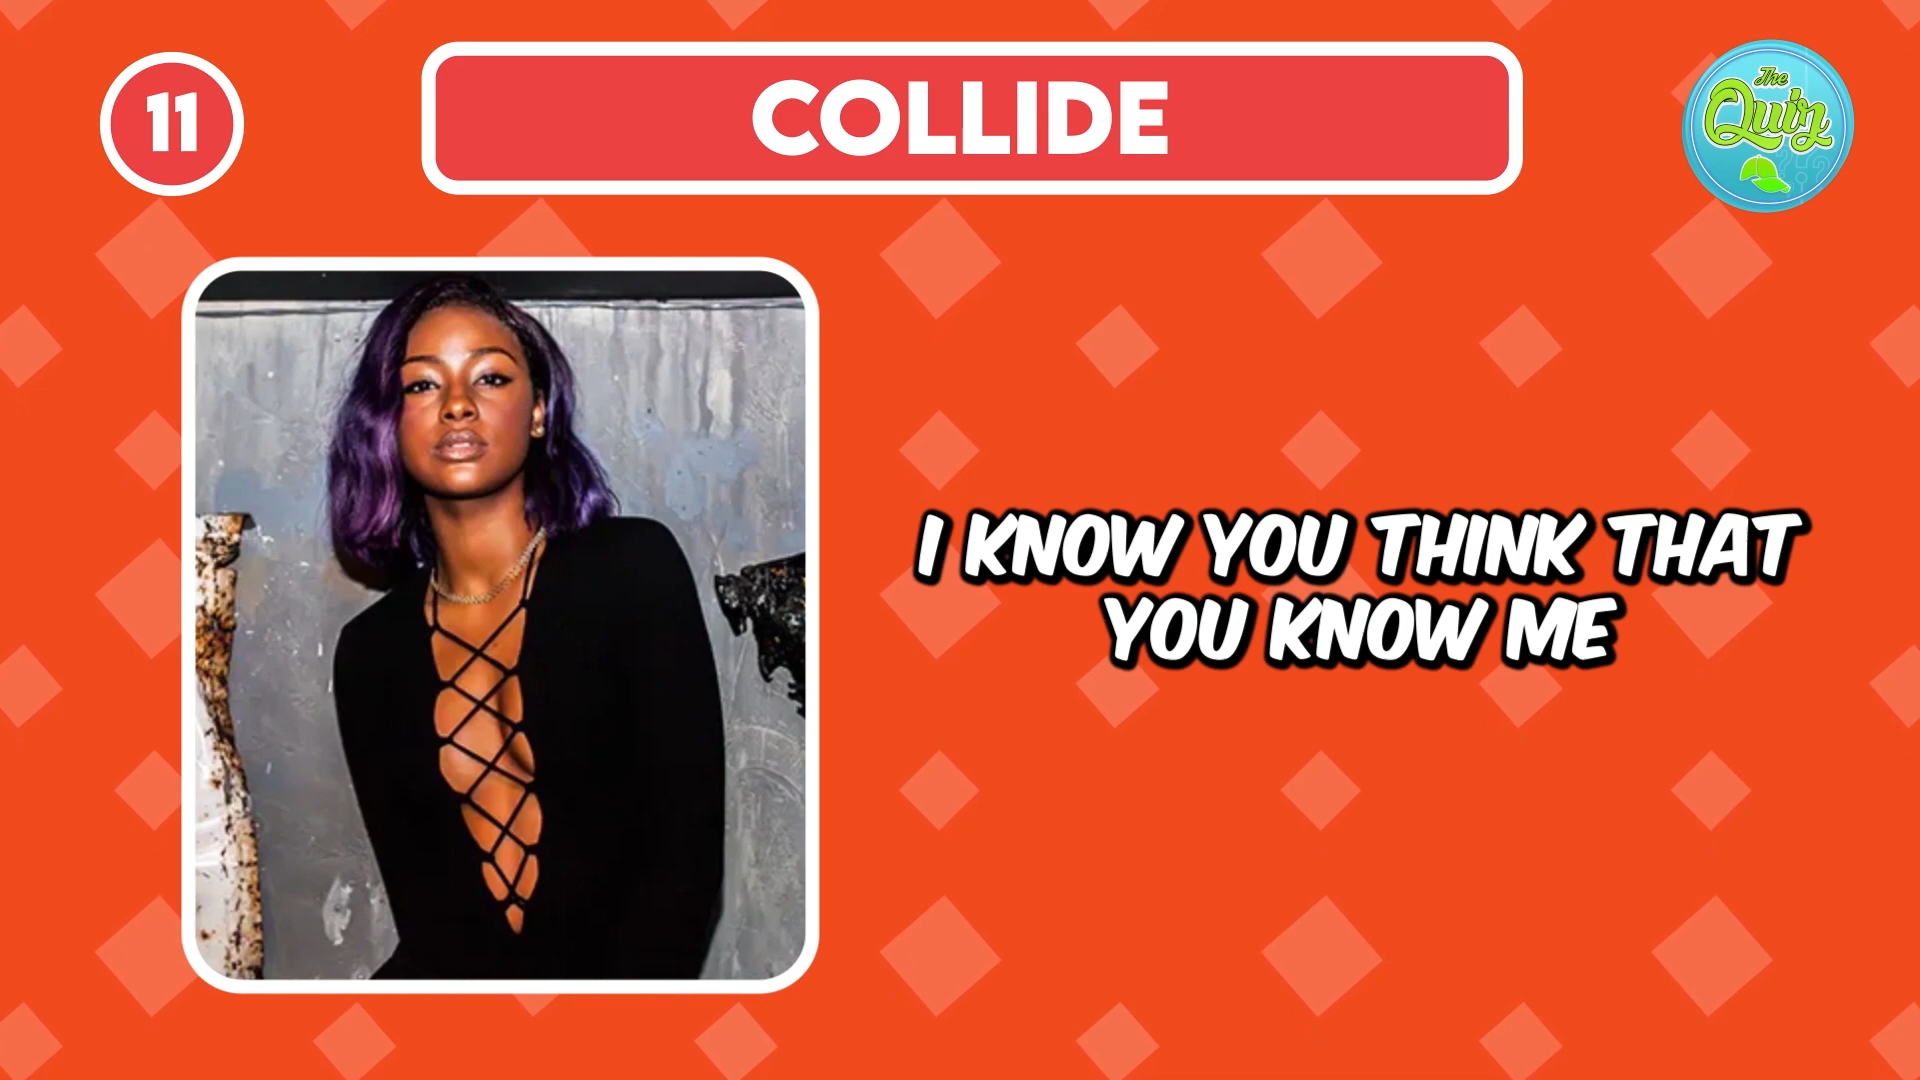 11
COLLIDE
The
Quiz
I KNOW YOU THINK THAT
YOU KNOW ME